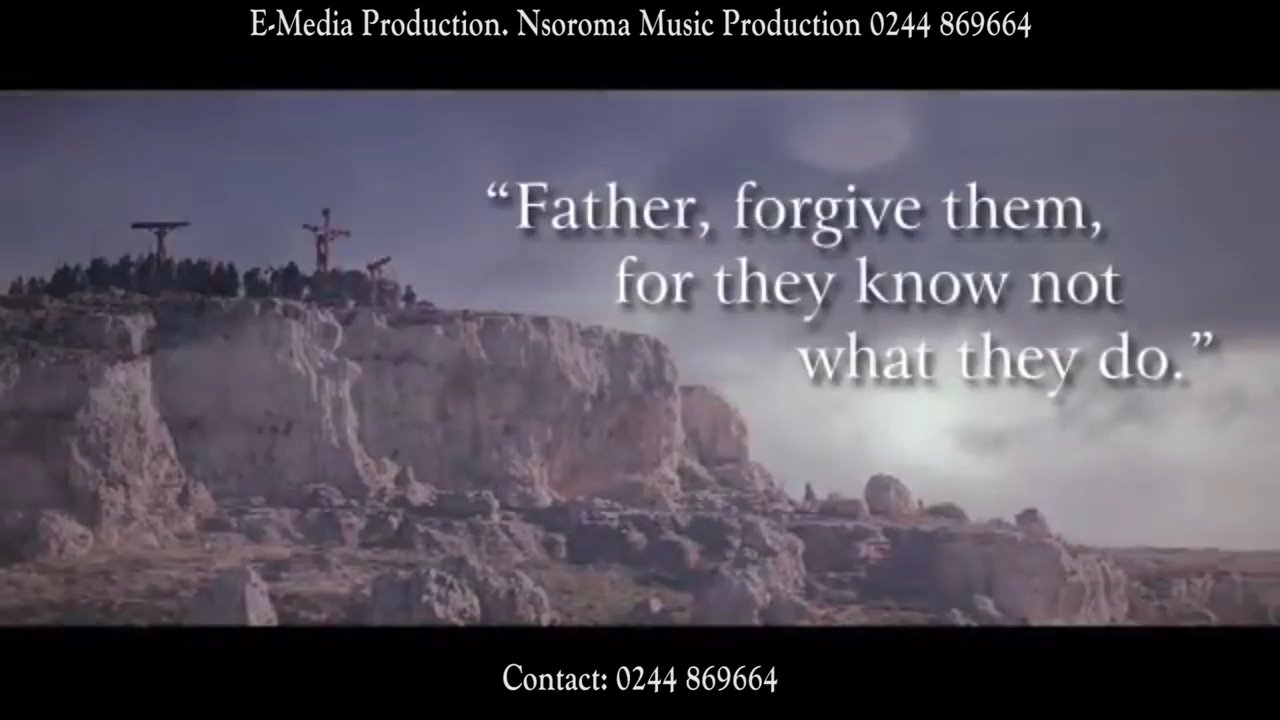 E-Media Production. Nsoroma Music Production 0244 869664
“Father, forgive them,
for they know not
what they do.”
Contact: 0244 869664